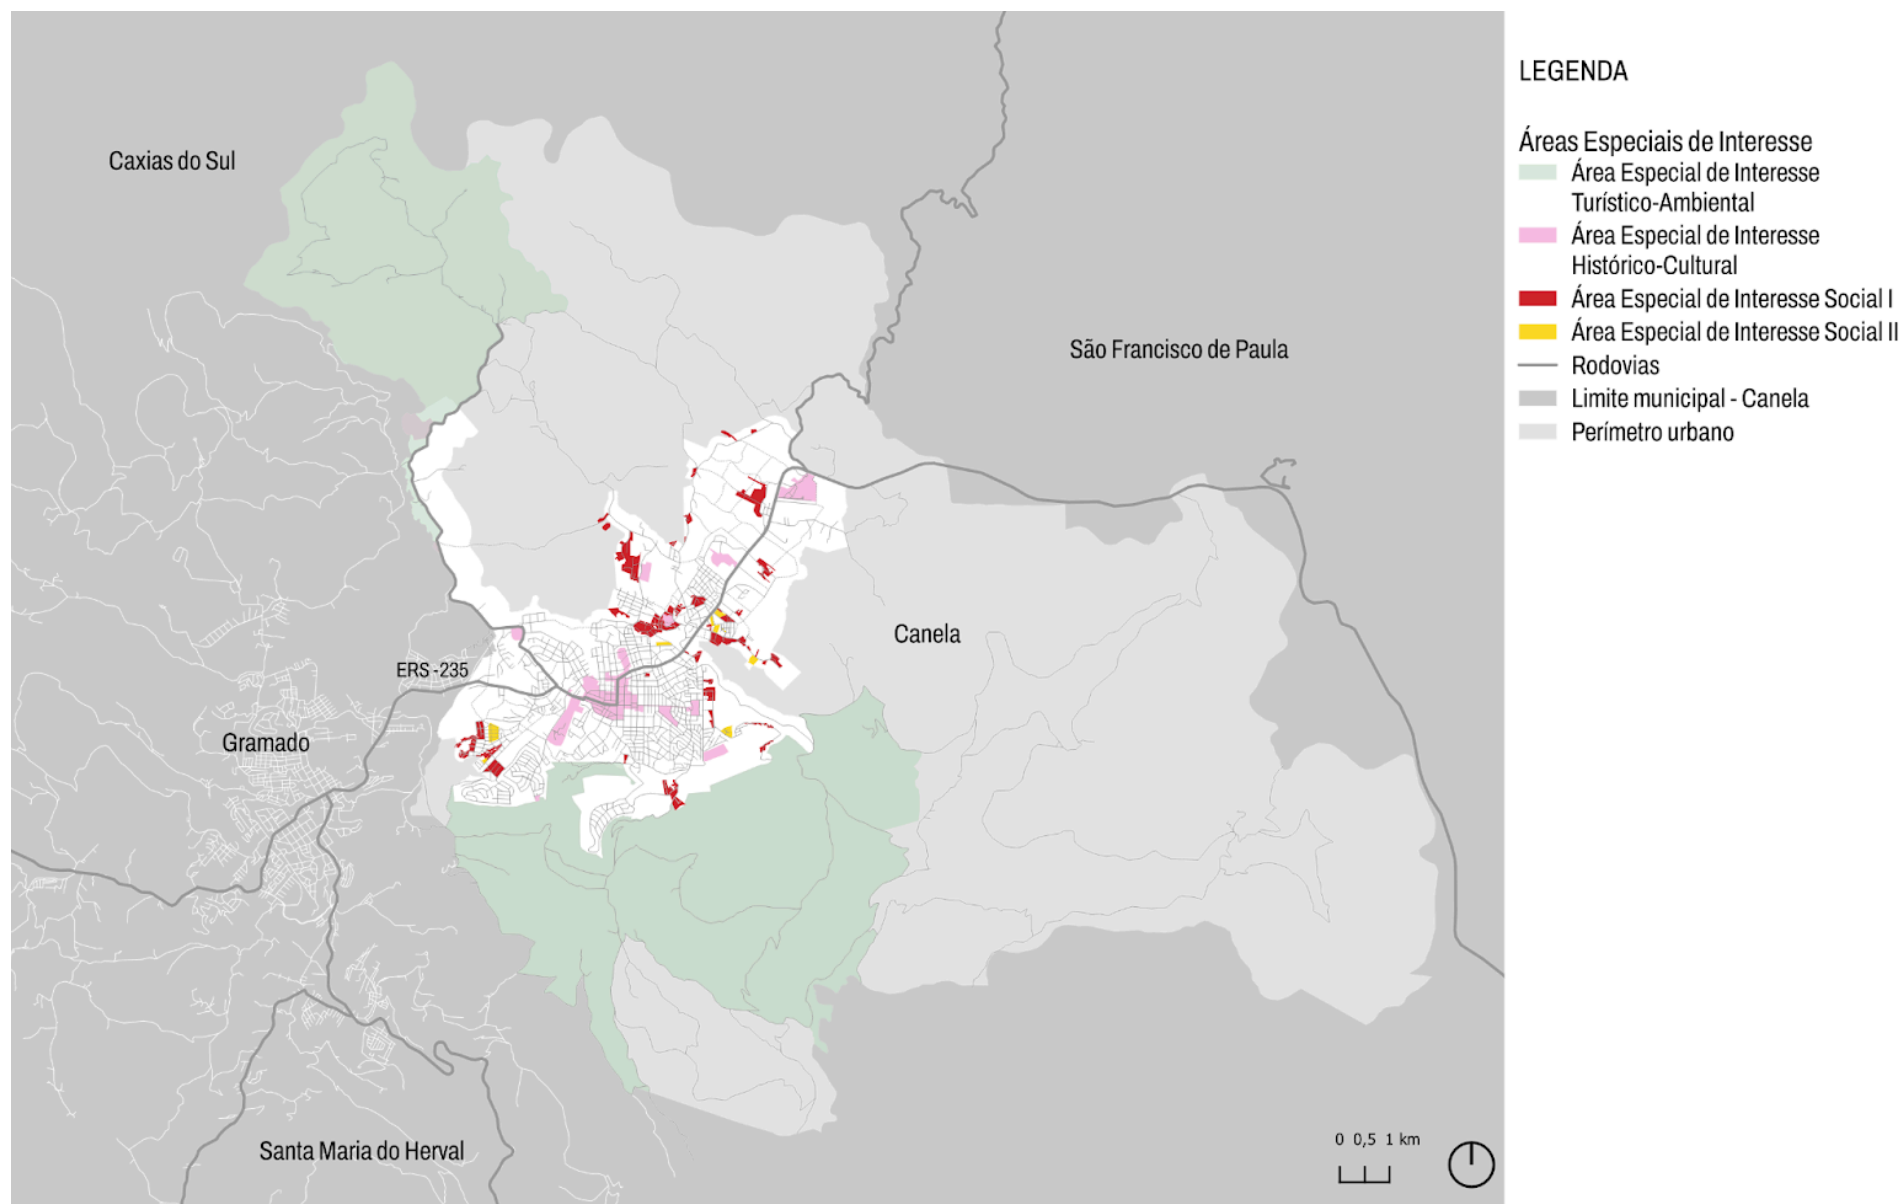 Caxias do Sul
São Francisco de Paula
Canela
ERS -235
Gramado
Santa Maria do Herval
0 0,5 1 km
LEGENDA
Áreas Especiais de Interesse
Área Especial de Interesse
Turístico-Ambiental
Área Especial de Interesse
Histórico-Cultural
Área Especial de Interesse Social I
Área Especial de Interesse Social II
Rodovias
Limite municipal - Canela
Perímetro urbano